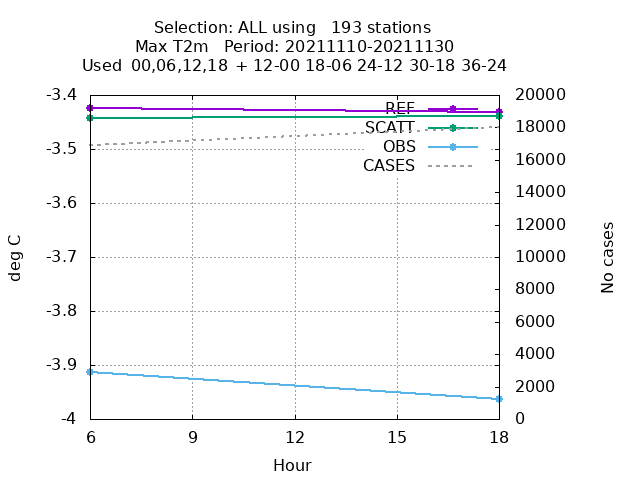 Selection: ALL using   193 stations
Max T2m   Period: 20211110-20211130
Used  00,06,12,18  + 12-00 18-06 24-12 30-18 36-24
-3.4
-3.5
-3.6
-3.7
-3.8
-3.9
-4
deg C
REF
SCATT
OBS
CASES
20000
18000
16000
14000
12000
10000
8000
6000
4000
2000
0
No cases
6 9 12 15 18
Hour